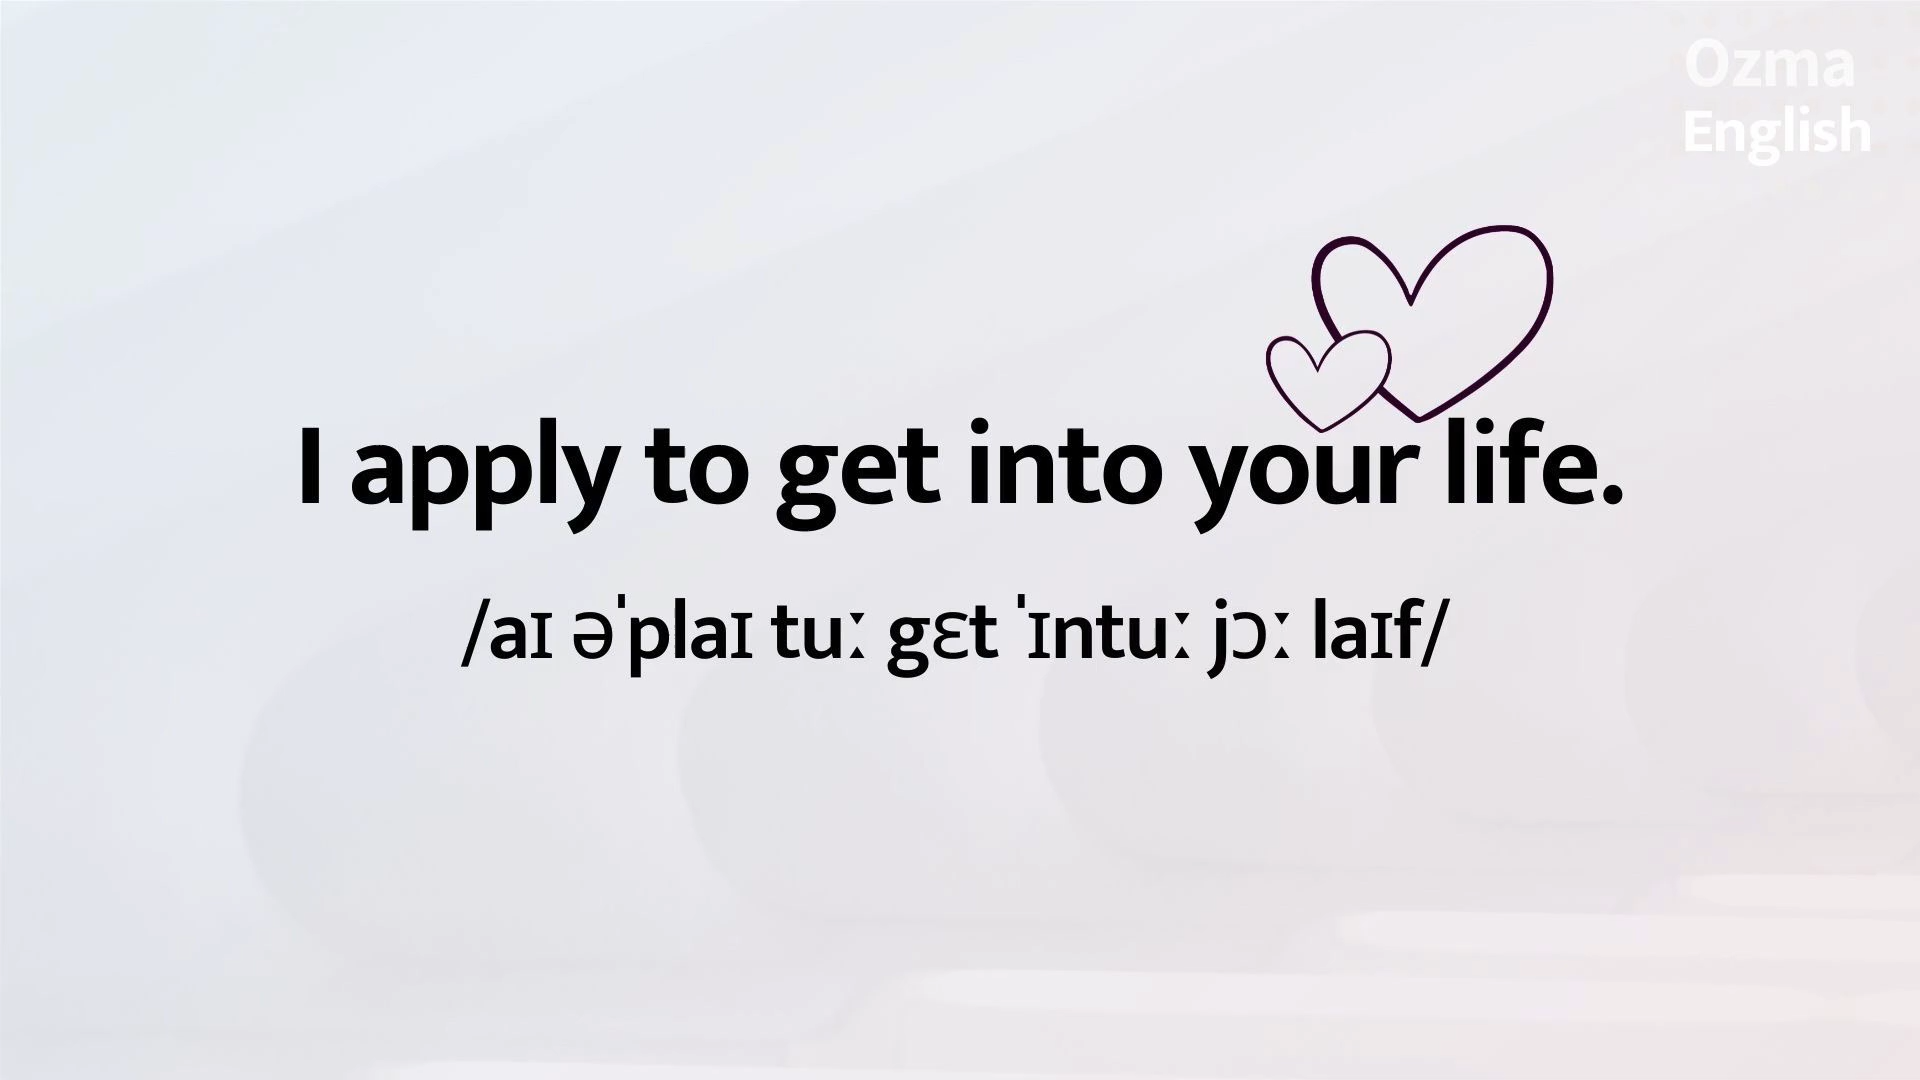 Ozma
English
I apply to get into your life.
/aɪ əˈplaɪ tuː gɛt ˈɪntuː jɔː laɪf/